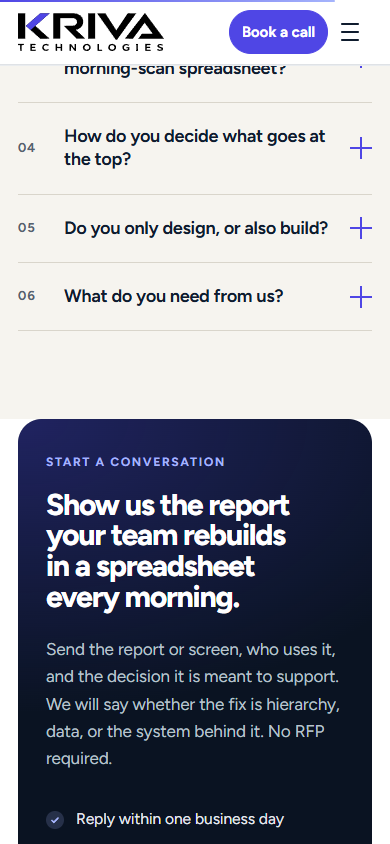 KRIVA
TECHNOLOGIES
Book a call
morning-scan spreadsheet?
04
How do you decide what goes at
the top?
05
Do you only design, or also build?
06
What do you need from us?
START A CONVERSATION
Show us the report
your team rebuilds
in a spreadsheet
every morning.
Send the report or screen, who uses it,
and the decision it is meant to support.
We will say whether the fix is hierarchy,
data, or the system behind it. No RFP
required.
Reply within one business day